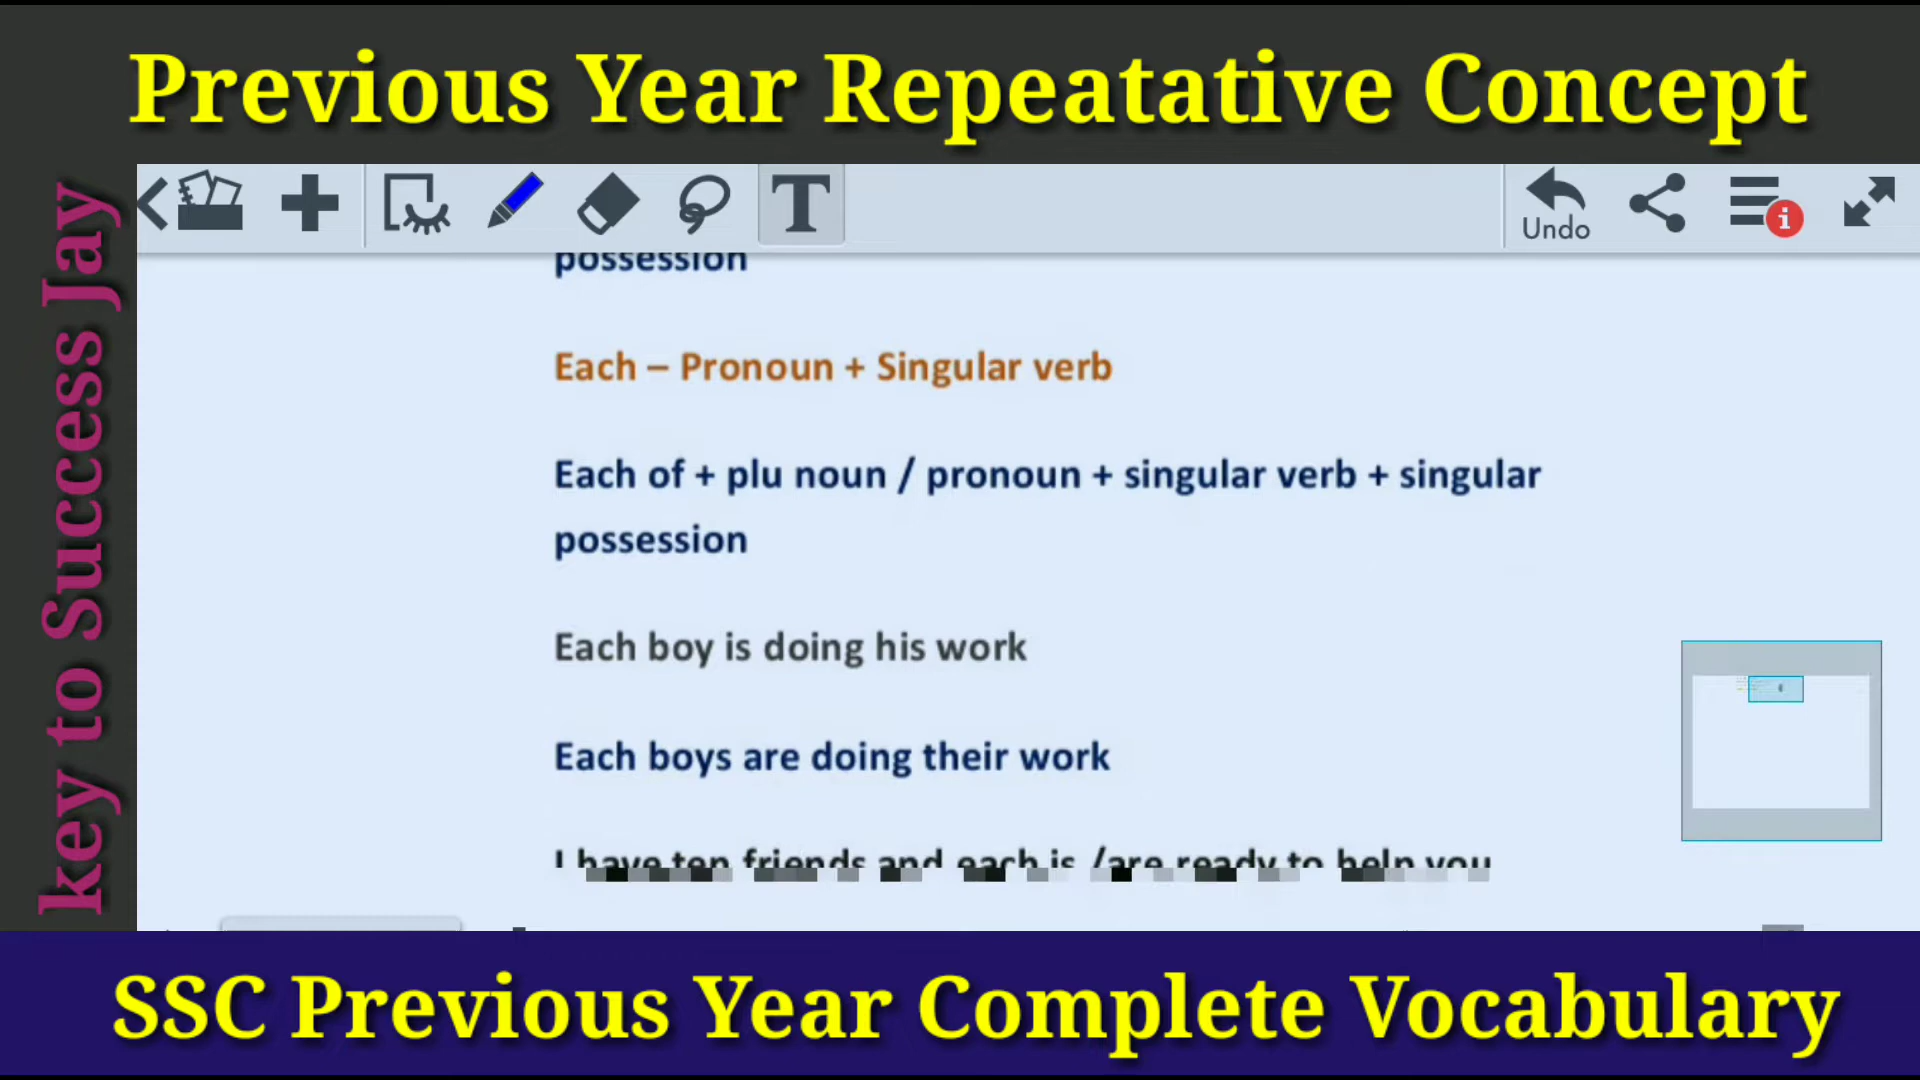 Previous Year Repeatative Concept
key to Success Jay
Undo
possession
Each – Pronoun + Singular verb
Each of + plu noun / pronoun + singular verb + singular
possession
Each boy is doing his work
Each boys are doing their work
I have ten friends and each is /are ready to help you
SSC Previous Year Complete Vocabulary